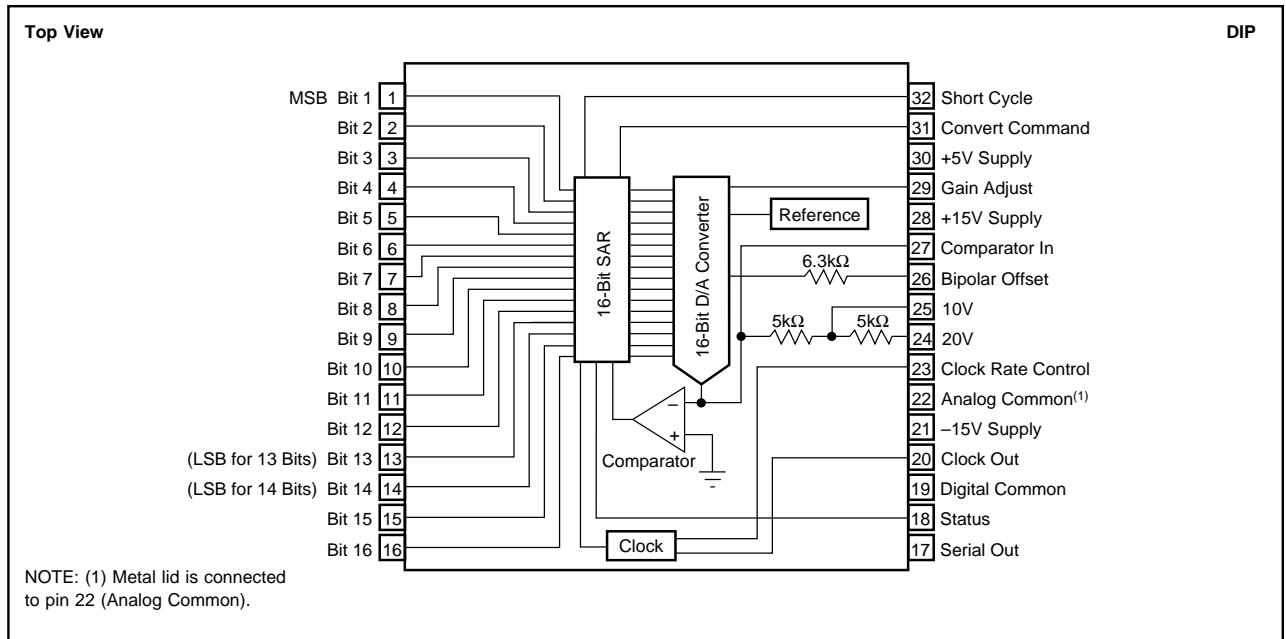 Top View
DIP
MSB Bit 1 1
Bit 2 2
Bit 3 3
Bit 4 4
Bit 5 5
Bit 6 6
Bit 7 7
Bit 8 8
Bit 9 9
Bit 10 10
Bit 11 11
Bit 12 12
(LSB for 13 Bits) Bit 13 13
(LSB for 14 Bits) Bit 14 14
Bit 15 15
Bit 16 16
16-Bit SAR
16-Bit D/A Converter
Reference
6.3kΩ
5kΩ
5kΩ
–
+
Comparator
Clock
32 Short Cycle
31 Convert Command
30 +5V Supply
29 Gain Adjust
28 +15V Supply
27 Comparator In
26 Bipolar Offset
25 10V
24 20V
23 Clock Rate Control
22 Analog Common(1)
21 –15V Supply
20 Clock Out
19 Digital Common
18 Status
17 Serial Out
NOTE: (1) Metal lid is connected
to pin 22 (Analog Common).